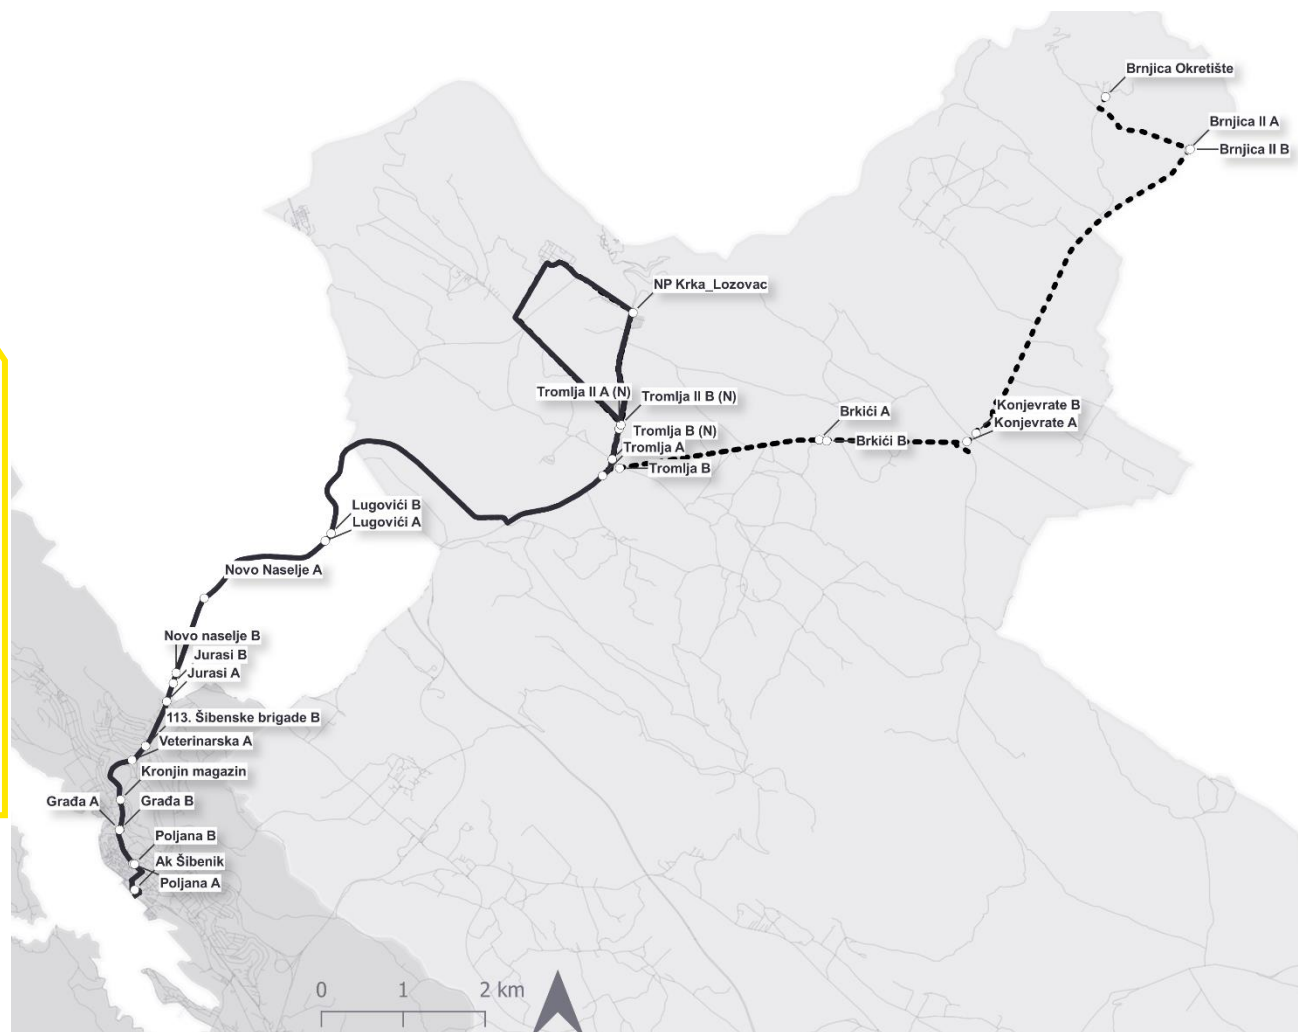 Brnjica Okretište
Brnjica II A
Brnjica II B
NP Krka_Lozovac
Tromlja II A (N)
Tromlja II B (N)
Tromlja B (N)
Tromlja A
Tromlja B
Brkići A
Brkići B
Konjevrate B
Konjevrate A
Lugovići B
Lugovići A
Novo Naselje A
Novo naselje B
Jurasi B
Jurasi A
113. Šibenske brigade B
Veterinarska A
Kronjin magazin
Građa A
Građa B
Poljana B
Ak Šibenik
Poljana A
0 1 2 km